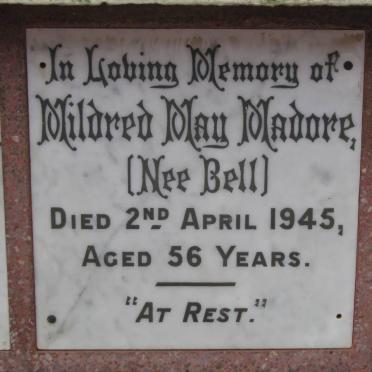 In Loving Memory of
Mildred May Madore,
(Nee Bell)
Died 2ND April 1945,
Aged 56 Years.
"At Rest."